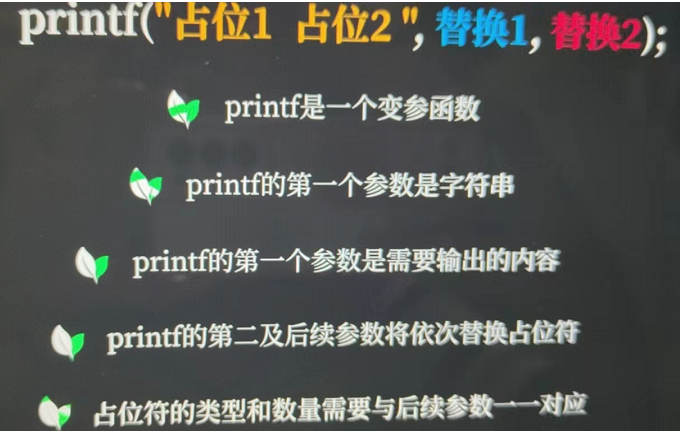 printf("占位1 占位2 ", 替换1, 替换2);
printf是一个变参函数
printf的第一个参数是字符串
printf的第一个参数是需要输出的内容
printf的第二及后续参数将依次替换占位符
占位符的类型和数量需要与后续参数一一对应